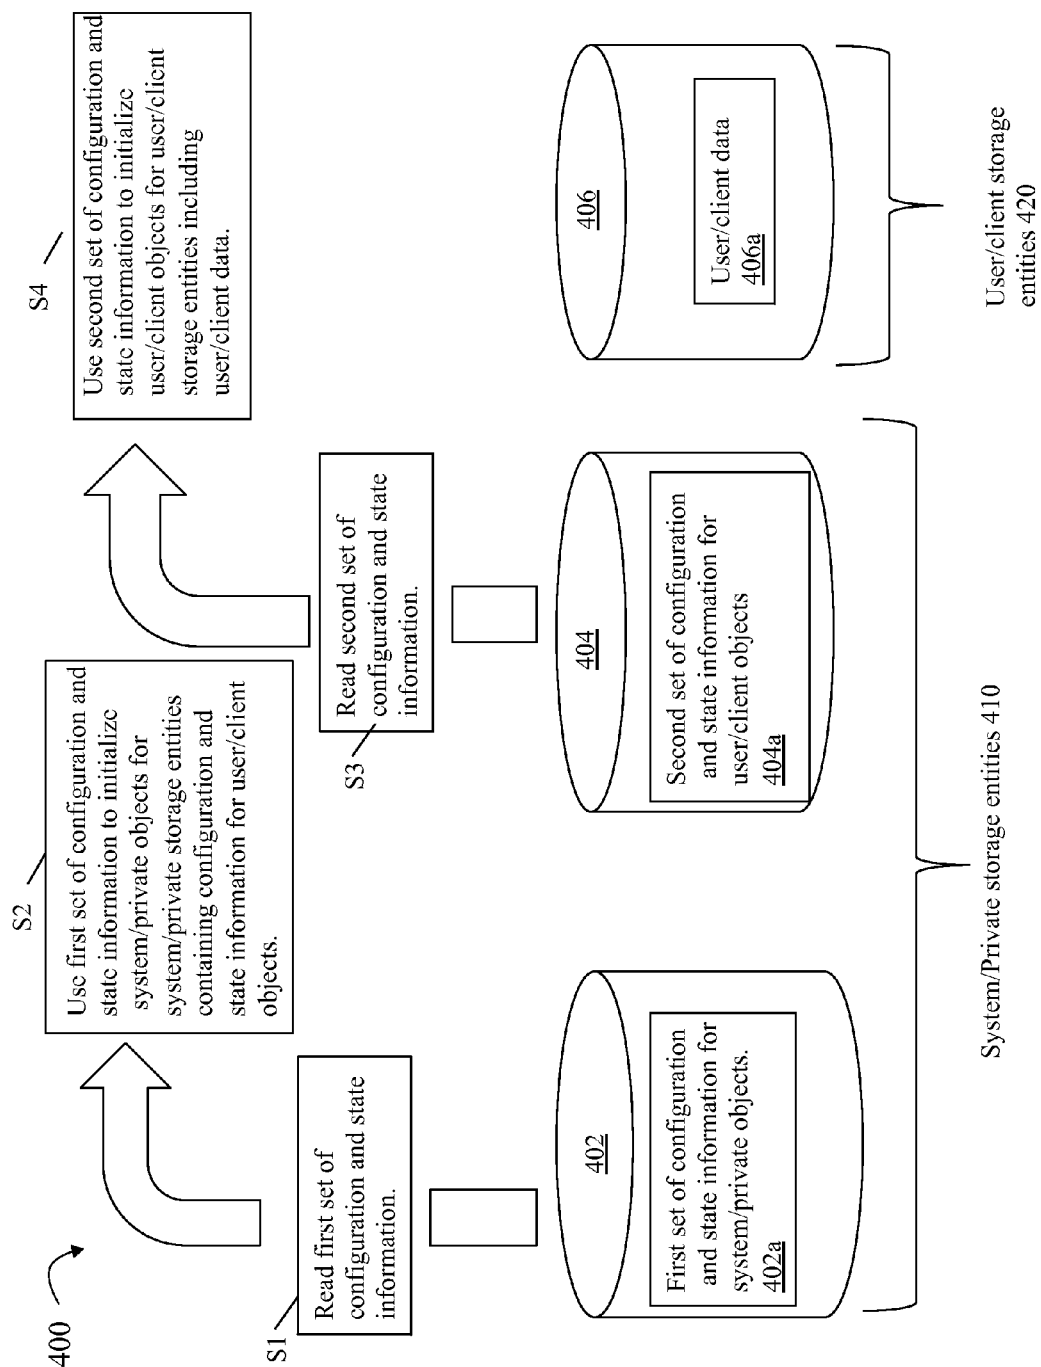 400
S1
Read first set of
configuration and state
information.
S2
Use first set of configuration and
state information to initialize
system/private objects for
system/private storage entities
containing configuration and
state information for user/client
objects.
S3
Read second set of
configuration and state
information.
S4
Use second set of configuration and
state information to initialize
user/client objects for user/client
storage entities including
user/client data.
402
First set of configuration
and state information for
system/private objects.
402a
404
Second set of configuration
and state information for
user/client objects
404a
406
User/client data
406a
System/Private storage entities 410
User/client storage
entities 420